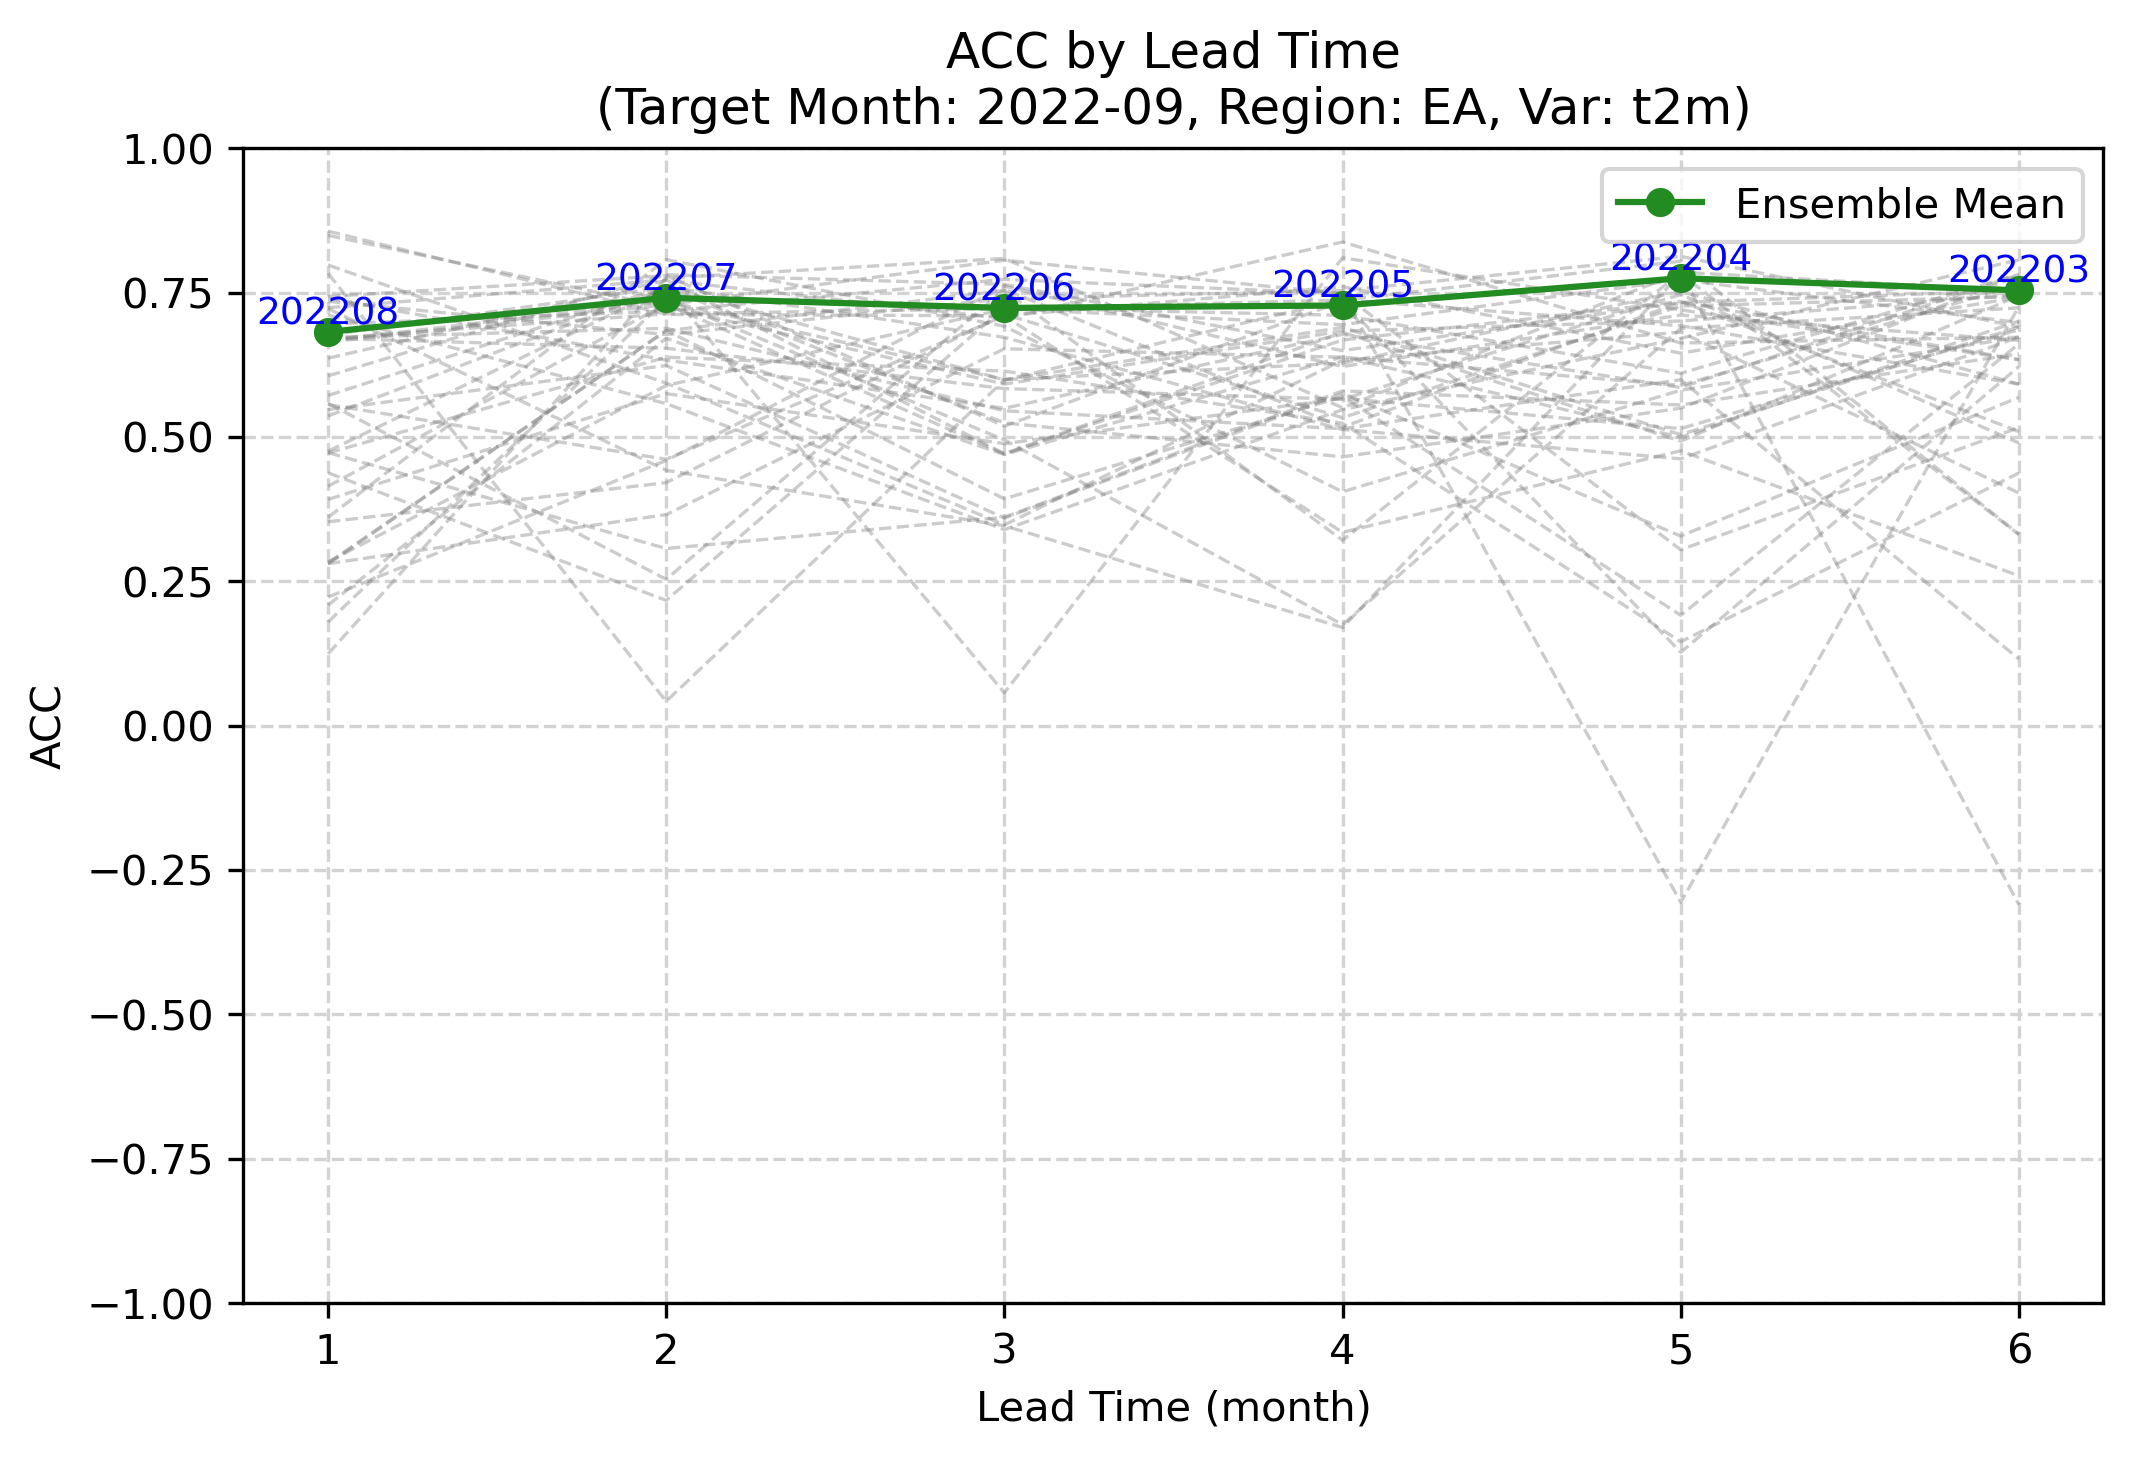 ACC by Lead Time
(Target Month: 2022-09, Region: EA, Var: t2m)
1.00
0.75
0.50
0.25
0.00
−0.25
−0.50
−0.75
−1.00
ACC
Ensemble Mean
202208
202207
202206
202205
202204
202203
1 2 3 4 5 6
Lead Time (month)